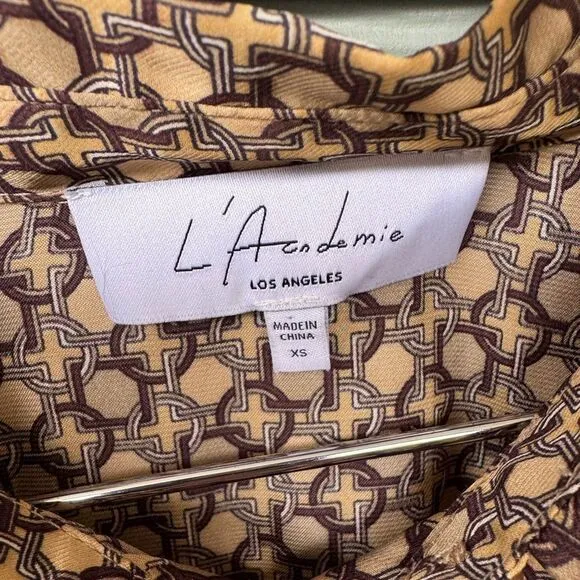 L'Academie
LOS ANGELES
MADE IN
CHINA
XS